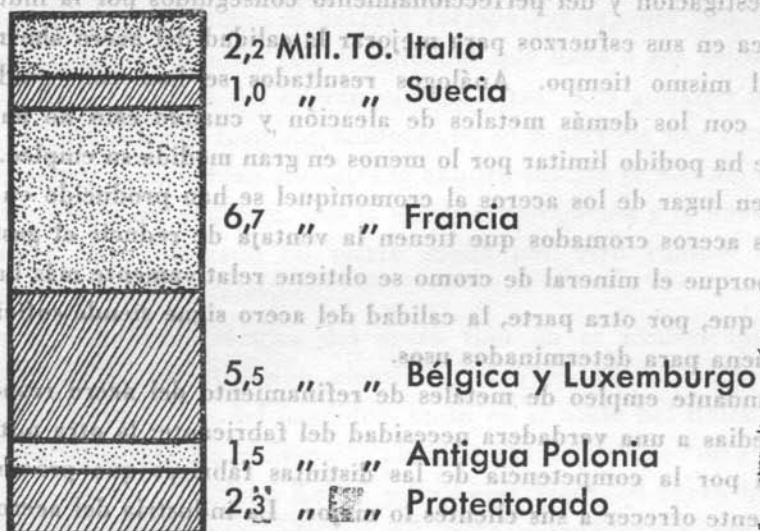 2,2 Mill. To. Italia
1,0 „ „ Suecia
6,7 „ „ Francia
5,5 „ „ Bélgica y Luxemburgo
1,5 „ „ Antigua Polonia
2,3 „ „ Protectorado